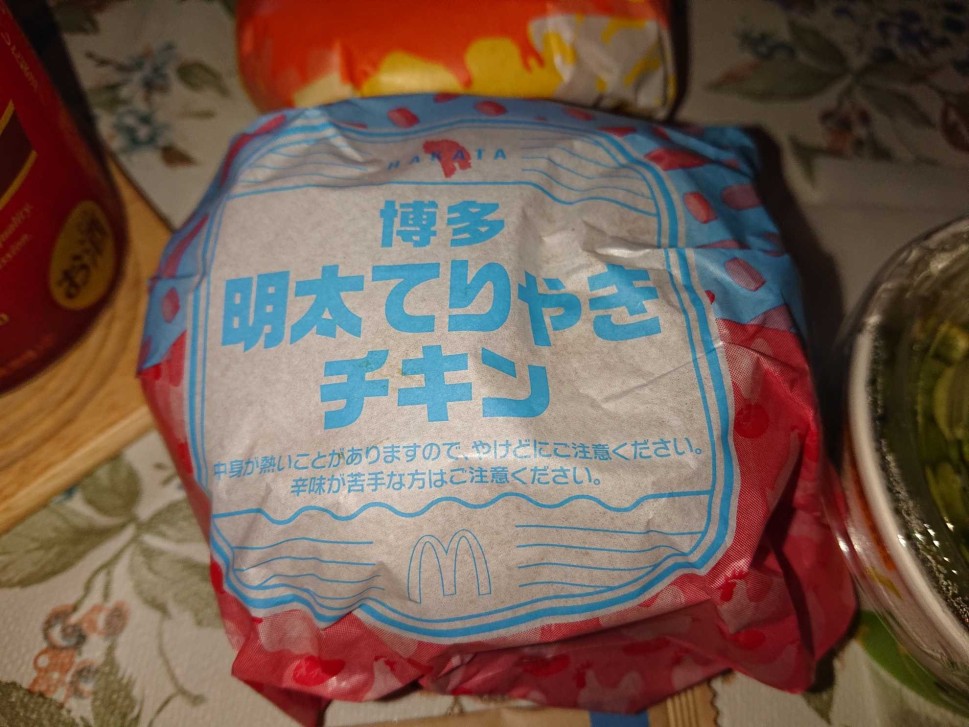 HAKATA
博多
明太てりやき
チキン
中身が熱いことがありますので、やけどにご注意ください。
辛味が苦手な方はご注意ください。
お酒